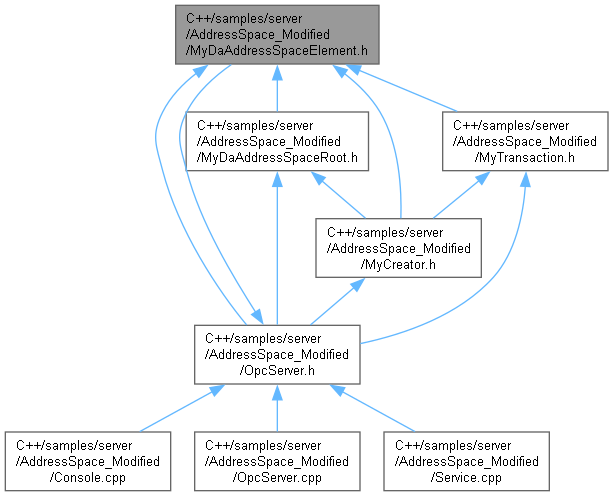 C++/samples/server
/AddressSpace_Modified
/MyDaAddressSpaceElement.h
C++/samples/server
/AddressSpace_Modified
/MyDaAddressSpaceRoot.h
C++/samples/server
/AddressSpace_Modified
/MyTransaction.h
C++/samples/server
/AddressSpace_Modified
/MyCreator.h
C++/samples/server
/AddressSpace_Modified
/OpcServer.h
C++/samples/server
/AddressSpace_Modified
/Console.cpp
C++/samples/server
/AddressSpace_Modified
/OpcServer.cpp
C++/samples/server
/AddressSpace_Modified
/Service.cpp